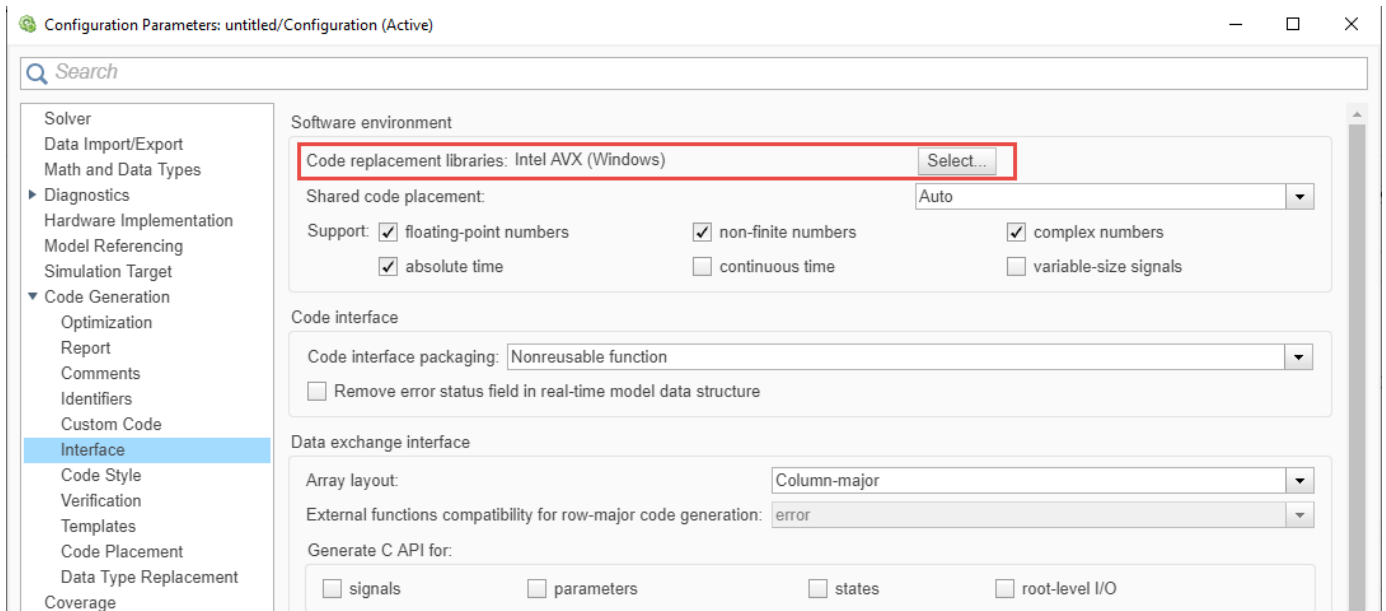 Configuration Parameters: untitled/Configuration (Active)
Search
Solver
Data Import/Export
Math and Data Types
Diagnostics
Hardware Implementation
Model Referencing
Simulation Target
Code Generation
Optimization
Report
Comments
Identifiers
Custom Code
Interface
Code Style
Verification
Templates
Code Placement
Data Type Replacement
Coverage
Software environment
Code replacement libraries: Intel AVX (Windows) Select...
Shared code placement: Auto
Support: floating-point numbers non-finite numbers complex numbers
absolute time continuous time variable-size signals
Code interface
Code interface packaging: Nonreusable function
Remove error status field in real-time model data structure
Data exchange interface
Array layout: Column-major
External functions compatibility for row-major code generation: error
Generate C API for:
signals parameters states root-level I/O